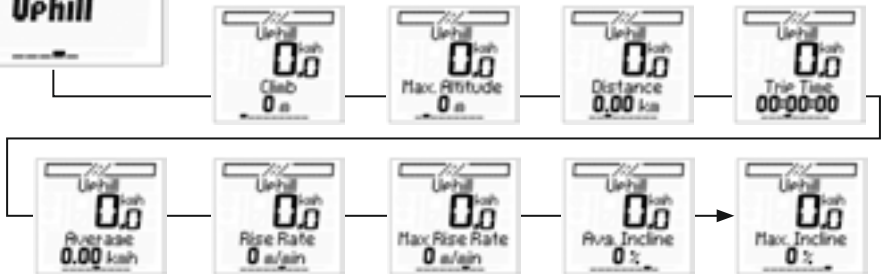 Uphill
Uphill
0.0 kmh
Climb
0 m
Uphill
0.0 kmh
Max. Altitude
0 m
Uphill
0.0 kmh
Distance
0.00 km
Uphill
0.0 kmh
Trip Time
00:00:00
Uphill
0.0 kmh
Average
0.00 kmh
Uphill
0.0 kmh
Rise Rate
0 m/min
Uphill
0.0 kmh
Max Rise Rate
0 m/min
Uphill
0.0 kmh
Avg. Incline
0 %
Uphill
0.0 kmh
Max. Incline
0 %